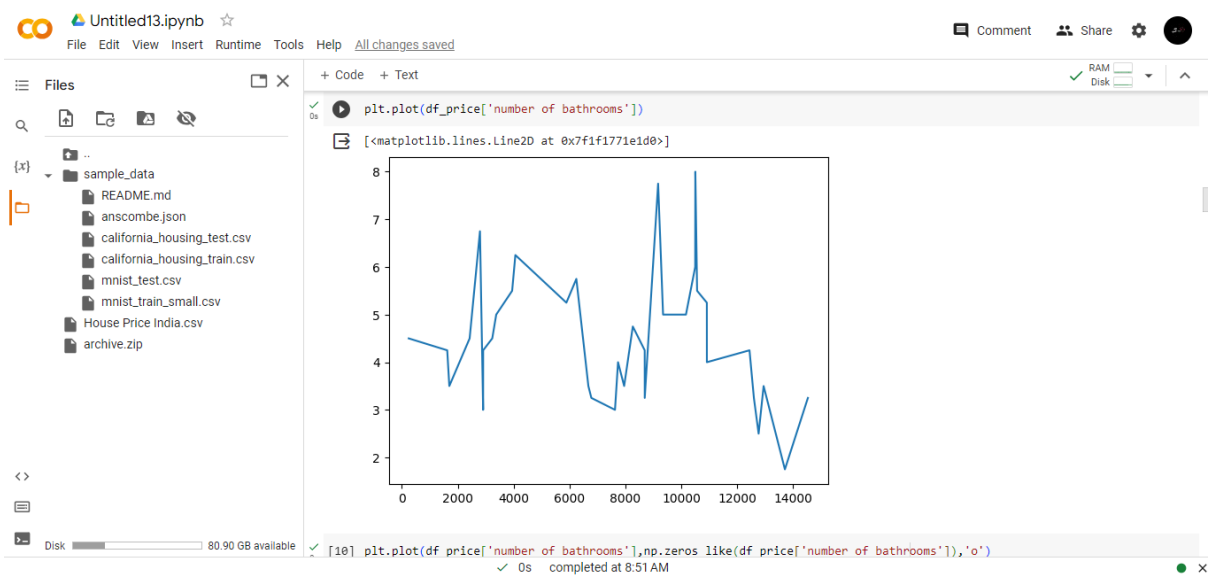 Untitled13.ipynb
File Edit View Insert Runtime Tools Help All changes saved
Comment Share
Files
+ Code + Text
RAM
Disk
{x}
..
sample_data
README.md
anscombe.json
california_housing_test.csv
california_housing_train.csv
mnist_test.csv
mnist_train_small.csv
House Price India.csv
archive.zip
Disk 80.90 GB available
0s
plt.plot(df_price['number of bathrooms'])
[<matplotlib.lines.Line2D at 0x7f1f1771e1d0>]
8
7
6
5
4
3
2
0 2000 4000 6000 8000 10000 12000 14000
[10] plt.plot(df_price['number of bathrooms'],np.zeros_like(df_price['number of bathrooms']),'o')
0s completed at 8:51 AM